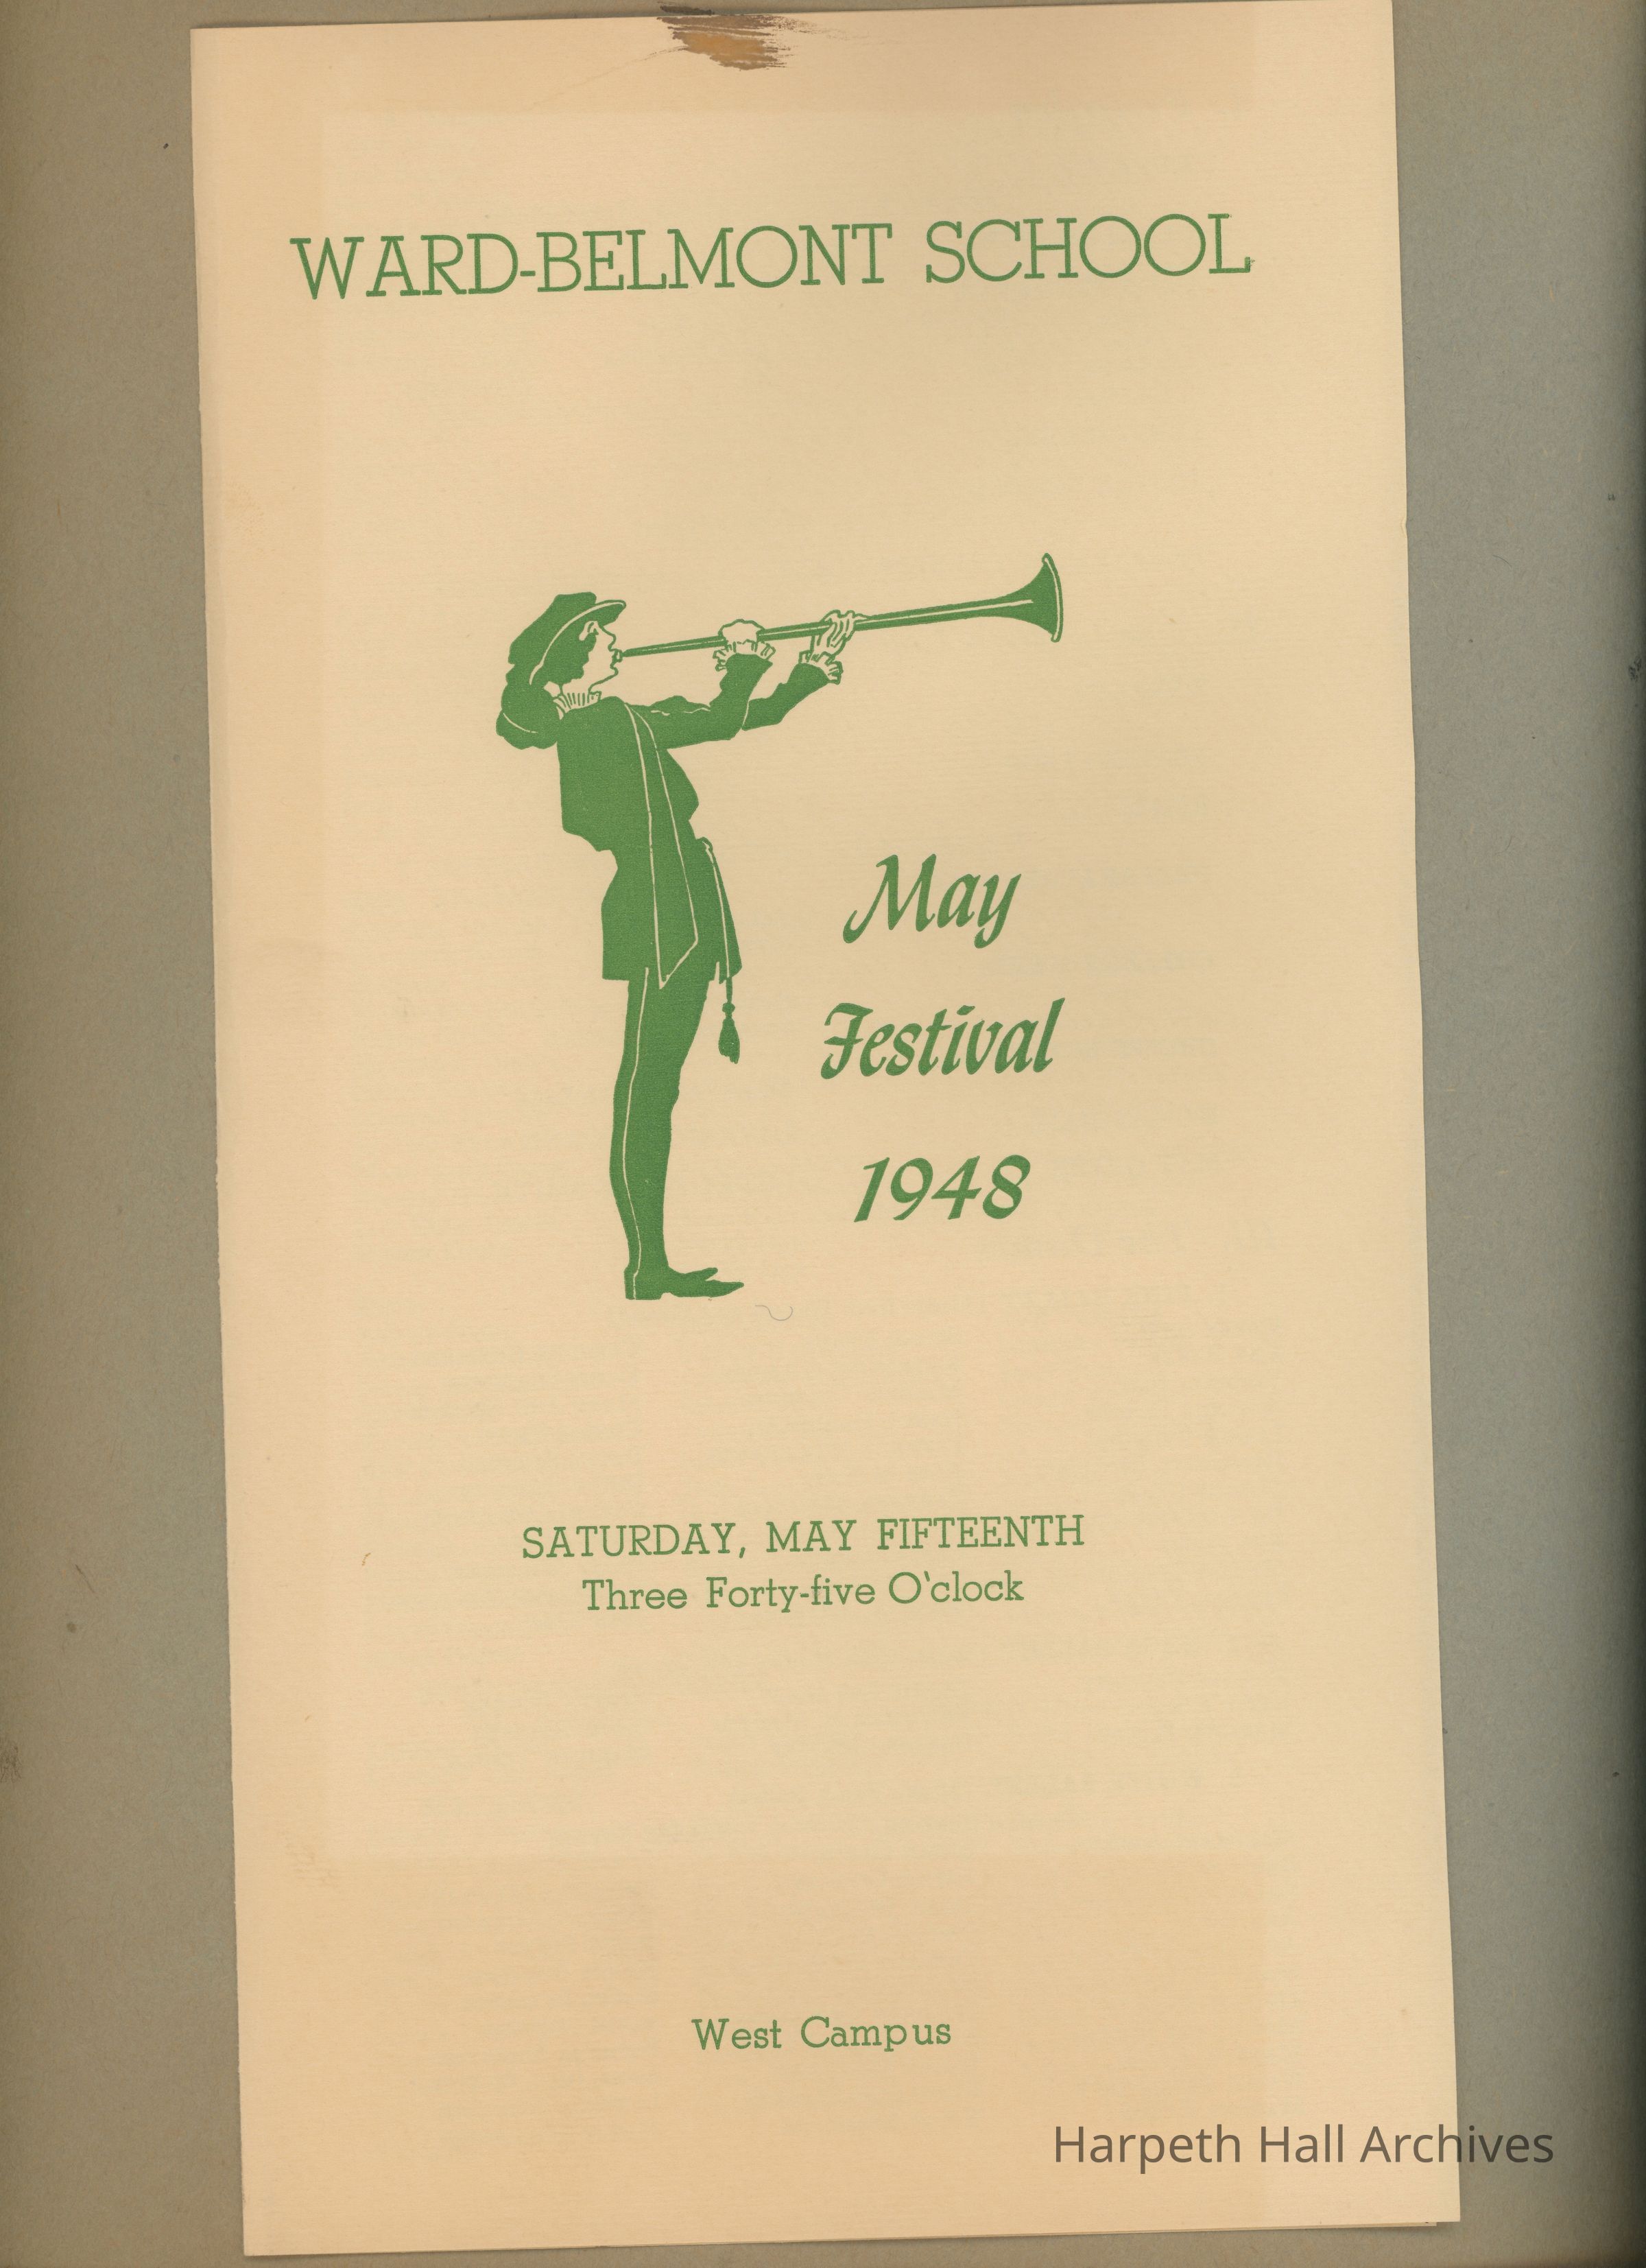 WARD-BELMONT SCHOOL
May
Festival
1948
SATURDAY, MAY FIFTEENTH
Three Forty-five O'clock
West Campus
Harpeth Hall Archives